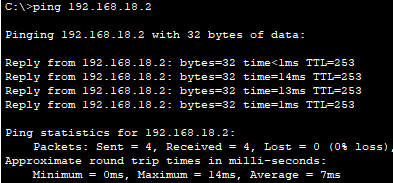 C:\>ping 192.168.18.2
Pinging 192.168.18.2 with 32 bytes of data:
Reply from 192.168.18.2: bytes=32 time<1ms TTL=253
Reply from 192.168.18.2: bytes=32 time=14ms TTL=253
Reply from 192.168.18.2: bytes=32 time=13ms TTL=253
Reply from 192.168.18.2: bytes=32 time=1ms TTL=253
Ping statistics for 192.168.18.2:
    Packets: Sent = 4, Received = 4, Lost = 0 (0% loss),
Approximate round trip times in milli-seconds:
    Minimum = 0ms, Maximum = 14ms, Average = 7ms